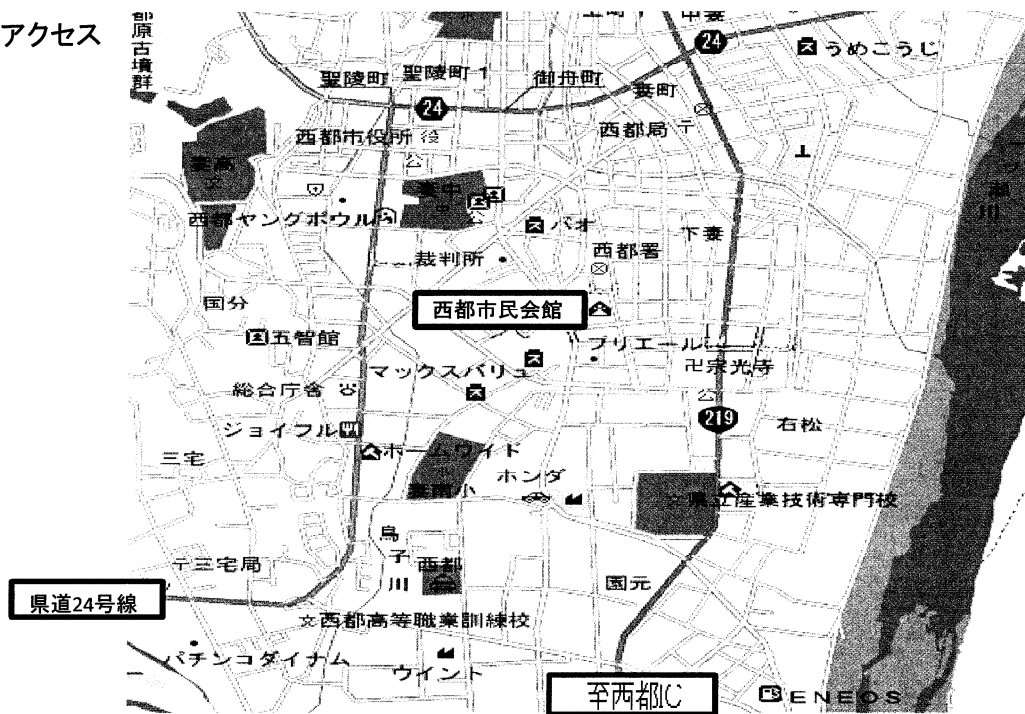 アクセス
都原古墳群
24
うめこうじ
聖陵町
聖陵町1
御舟町
妻町
24
西都市役所
西都局
妻高
妻中
西都ヤングボウル
パオ
下妻
裁判所
西都署
国分
西都市民会館
五智館
プリエール
マックスバリュ
卍宗光寺
総合庁舎
219
右松
ジョイフル
三宅
ホームワイド
妻南小
ホンダ
文県立産業技術専門校
鳥子川
〒三宅局
西都
園元
県道24号線
文西都高等職業訓練校
パチンコダイナム
ウイント
至西都IC
ENEOS